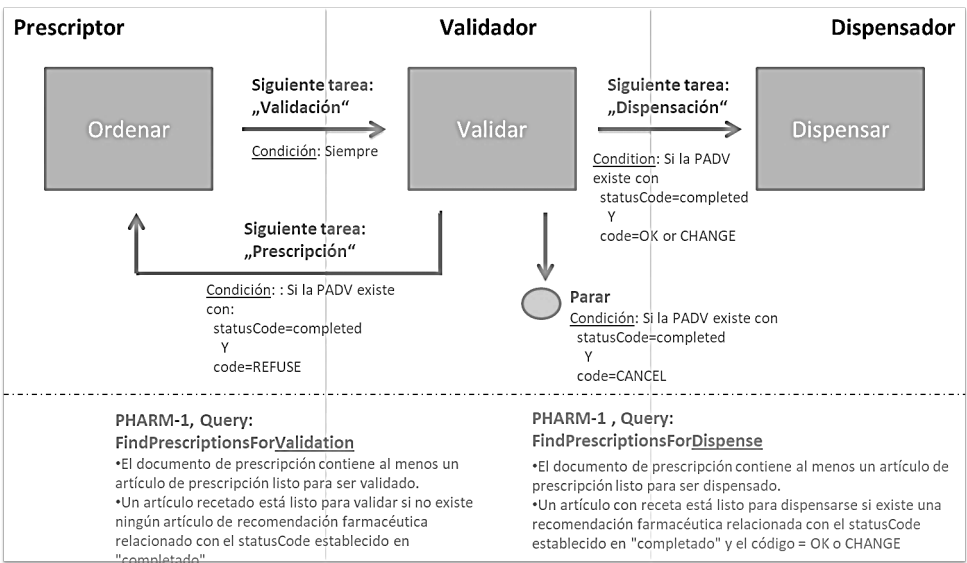 Prescriptor
Validador
Dispensador
Ordenar
Siguiente tarea:
„Validación“
Condición: Siempre
Validar
Siguiente tarea:
„Dispensación“
Condition: Si la PADV
existe con
statusCode=completed
Y
code=OK or CHANGE
Dispensar
Siguiente tarea:
„Prescripción“
Condición: : Si la PADV existe
con:
statusCode=completed
Y
code=REFUSE
Parar
Condición: Si la PADV existe con
statusCode=completed
Y
code=CANCEL
PHARM-1, Query:
FindPrescriptionsForValidation
•El documento de prescripción contiene al menos un
artículo de prescripción listo para ser validado.
•Un artículo recetado está listo para validar si no existe
ningún artículo de recomendación farmacéutica
relacionado con el statusCode establecido en
"completado"
PHARM-1 , Query:
FindPrescriptionsForDispense
•El documento de prescripción contiene al menos un artículo de
prescripción listo para ser dispensado.
•Un artículo con receta está listo para dispensarse si existe una
recomendación farmacéutica relacionada con el statusCode
establecido en "completado" y el código = OK o CHANGE